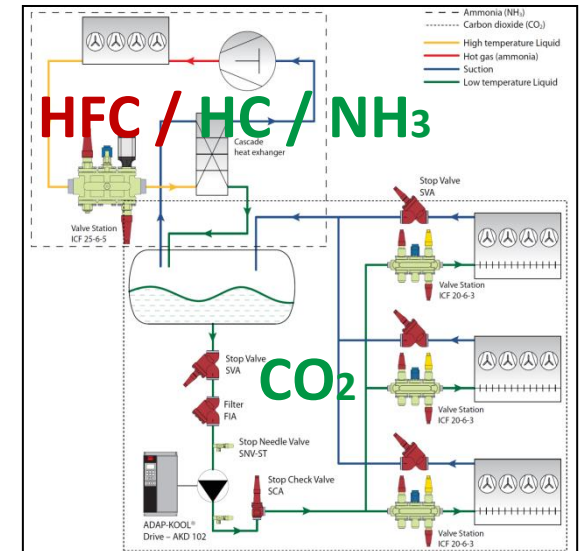 Ammonia (NH₃)
Carbon dioxide (CO₂)
High temperature Liquid
Hot gas (ammonia)
Suction
Low temperature Liquid
HFC / HC / NH₃
Cascade
heat exhanger
Valve Station
ICF 25-6-5
Stop Valve
SVA
Valve Station
ICF 20-6-3
Stop Valve
SVA
CO₂
Filter
FIA
Valve Station
ICF 20-6-3
Stop Needle Valve
SNV-ST
Stop Check Valve
SCA
ADAP-KOOL®
Drive – AKD 102
Valve Station
ICF 20-6-3